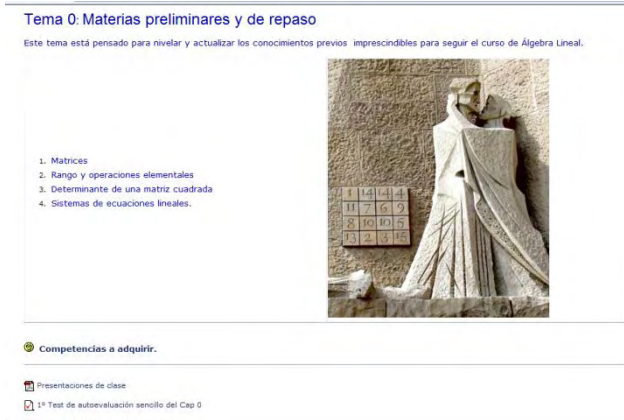 Tema 0: Materias preliminares y de repaso
Este tema está pensado para nivelar y actualizar los conocimientos previos imprescindibles para seguir el curso de Álgebra Lineal.
1. Matrices
2. Rango y operaciones elementales
3. Determinante de una matriz cuadrada
4. Sistemas de ecuaciones lineales.
1 14 14 4
11 7 6 9
8 10 10 5
13 2 3 15
Competencias a adquirir.
Presentaciones de clase
1º Test de autoevaluación sencillo del Cap 0